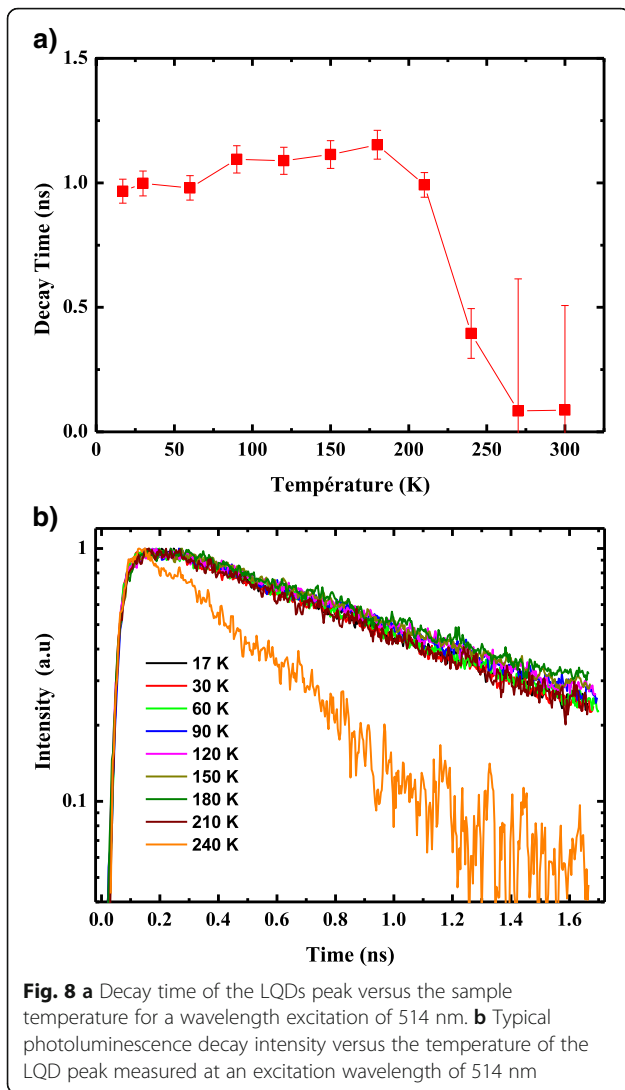 a)
1.5
1.0
0.5
0.0
Decay Time (ns)
0 50 100 150 200 250 300
Température (K)
b)
1
0.1
Intensity (a.u)
17 K
30 K
60 K
90 K
120 K
150 K
180 K
210 K
240 K
0.0 0.2 0.4 0.6 0.8 1.0 1.2 1.4 1.6
Time (ns)
Fig. 8 a Decay time of the LQDs peak versus the sample
temperature for a wavelength excitation of 514 nm. b Typical
photoluminescence decay intensity versus the temperature of the
LQD peak measured at an excitation wavelength of 514 nm